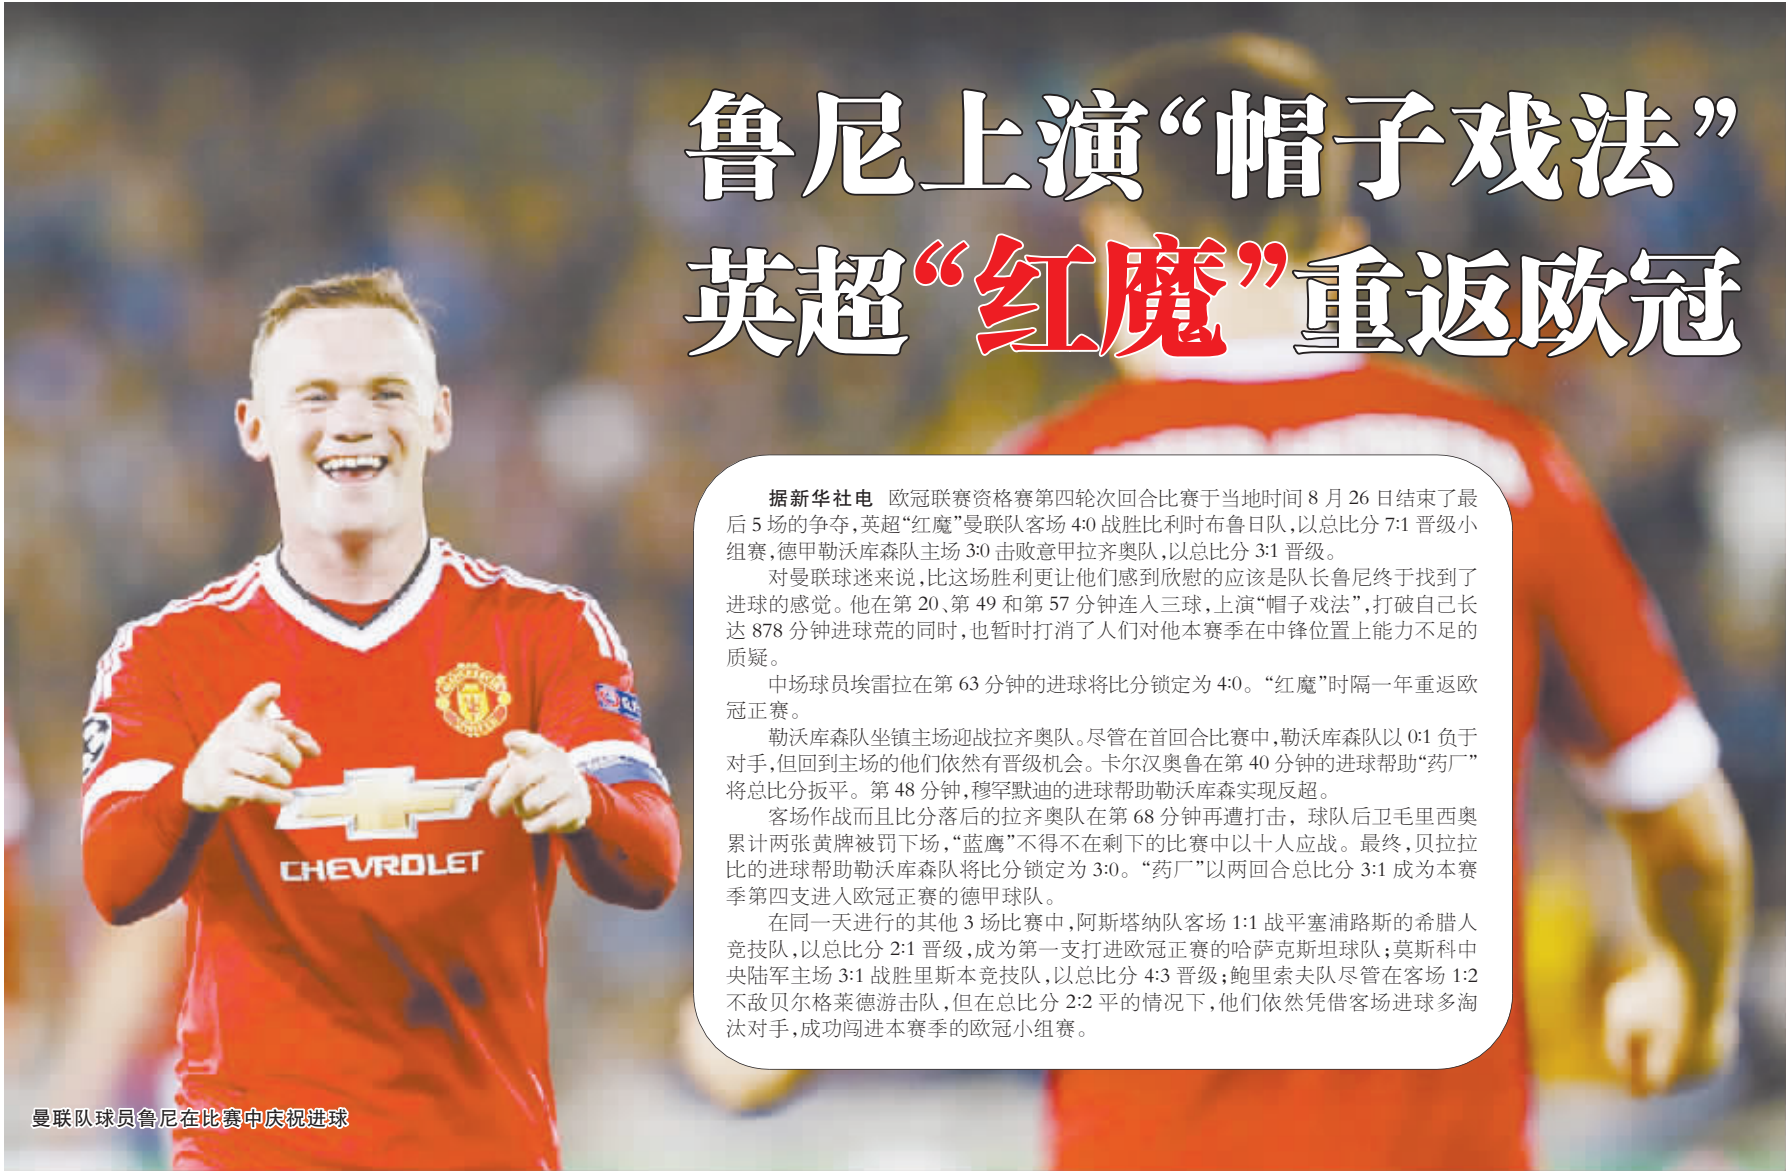 鲁尼上演“帽子戏法”
英超“红魔”重返欧冠
据新华社电 欧冠联赛资格赛第四轮次回合比赛于当地时间 8 月 26 日结束了最
后 5 场的争夺，英超“红魔”曼联队客场 4:0 战胜比利时布鲁日队，以总比分 7:1 晋级小
组赛，德甲勒沃库森队主场 3:0 击败意甲拉齐奥队，以总比分 3:1 晋级。
对曼联球迷来说，比这场胜利更让他们感到欣慰的应该是队长鲁尼终于找到了
进球的感觉。他在第 20、第 49 和第 57 分钟连入三球，上演“帽子戏法”，打破自己长
达 878 分钟进球荒的同时，也暂时打消了人们对他本赛季在中锋位置上能力不足的
质疑。
中场球员埃雷拉在第 63 分钟的进球将比分锁定为 4:0。“红魔”时隔一年重返欧
冠正赛。
勒沃库森队坐镇主场迎战拉齐奥队。尽管在首回合比赛中，勒沃库森队以 0:1 负于
对手，但回到主场的他们依然有晋级机会。卡尔汉奥鲁在第 40 分钟的进球帮助“药厂”
将总比分扳平。第 48 分钟，穆罕默迪的进球帮助勒沃库森实现反超。
客场作战而且比分落后的拉齐奥队在第 68 分钟再遭打击，球队后卫毛里西奥
累计两张黄牌被罚下场，“蓝鹰”不得不在剩下的比赛中以十人应战。最终，贝拉拉
比的进球帮助勒沃库森队将比分锁定为 3:0。“药厂”以两回合总比分 3:1 成为本赛
季第四支进入欧冠正赛的德甲球队。
在同一天进行的其他 3 场比赛中，阿斯塔纳队客场 1:1 战平塞浦路斯的希腊人
竞技队，以总比分 2:1 晋级，成为第一支打进欧冠正赛的哈萨克斯坦球队；莫斯科中
央陆军主场 3:1 战胜里斯本竞技队，以总比分 4:3 晋级；鲍里索夫队尽管在客场 1:2
不敌贝尔格莱德游击队，但在总比分 2:2 平的情况下，他们依然凭借客场进球多淘
汰对手，成功闯进本赛季的欧冠小组赛。
CHEVROLET
曼联队球员鲁尼在比赛中庆祝进球